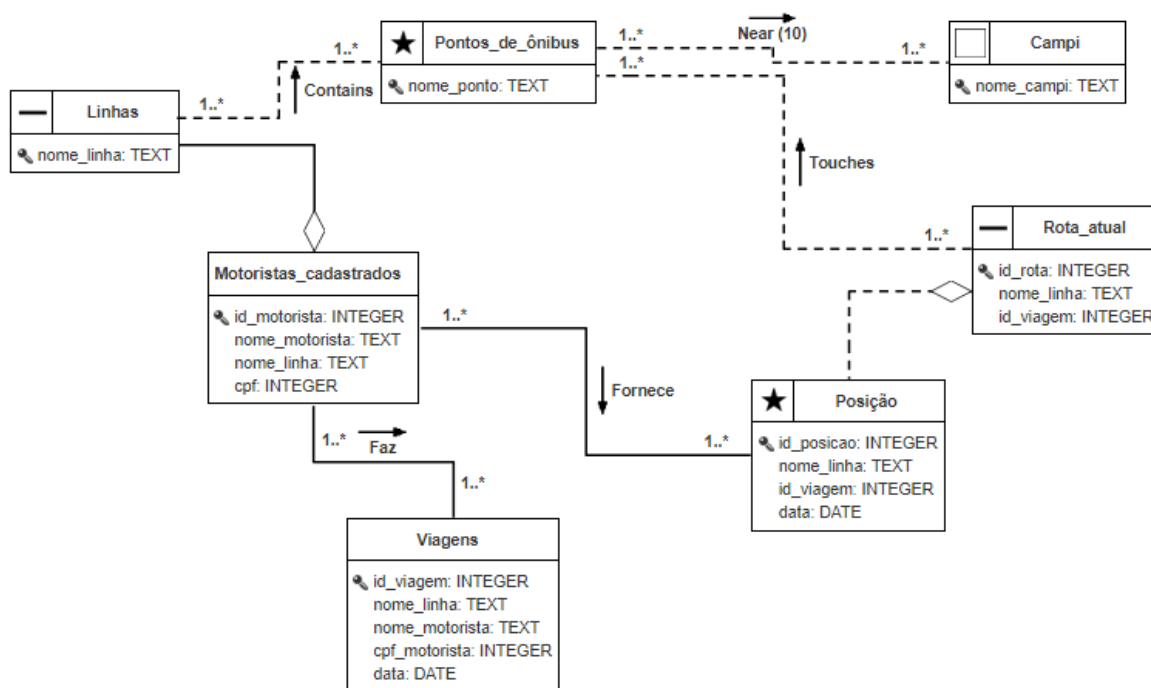 1..*
Pontos_de_ônibus
nome_ponto: TEXT
1..*
1..*
Near (10)
1..*
Campi
nome_campi: TEXT
Contains
1..*
Linhas
nome_linha: TEXT
Touches
1..*
Rota_atual
id_rota: INTEGER
nome_linha: TEXT
id_viagem: INTEGER
Motoristas_cadastrados
id_motorista: INTEGER
nome_motorista: TEXT
nome_linha: TEXT
cpf: INTEGER
1..*
Fornece
1..*
Posição
id_posicao: INTEGER
nome_linha: TEXT
id_viagem: INTEGER
data: DATE
1..*
Faz
1..*
Viagens
id_viagem: INTEGER
nome_linha: TEXT
nome_motorista: TEXT
cpf_motorista: INTEGER
data: DATE